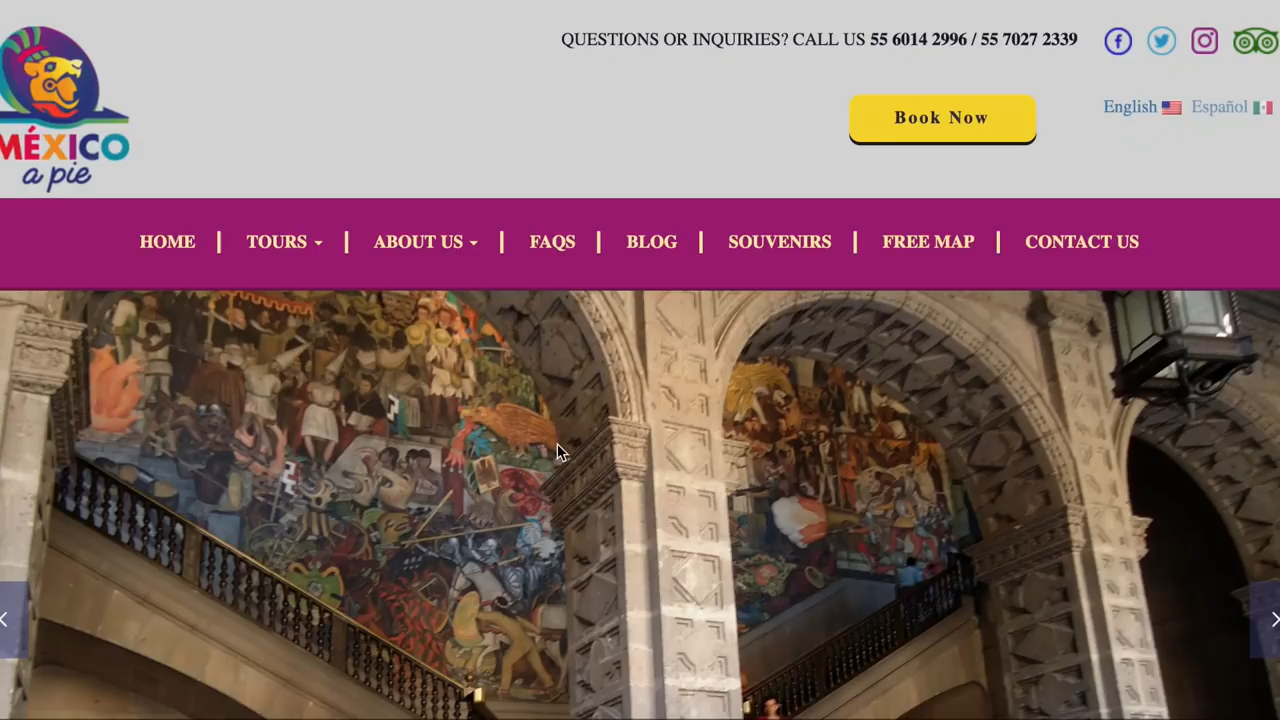 QUESTIONS OR INQUIRIES? CALL US 55 6014 2996 / 55 7027 2339
English Español
Book Now
MÉXICO
a pie
HOME TOURS ABOUT US FAQS BLOG SOUVENIRS FREE MAP CONTACT US